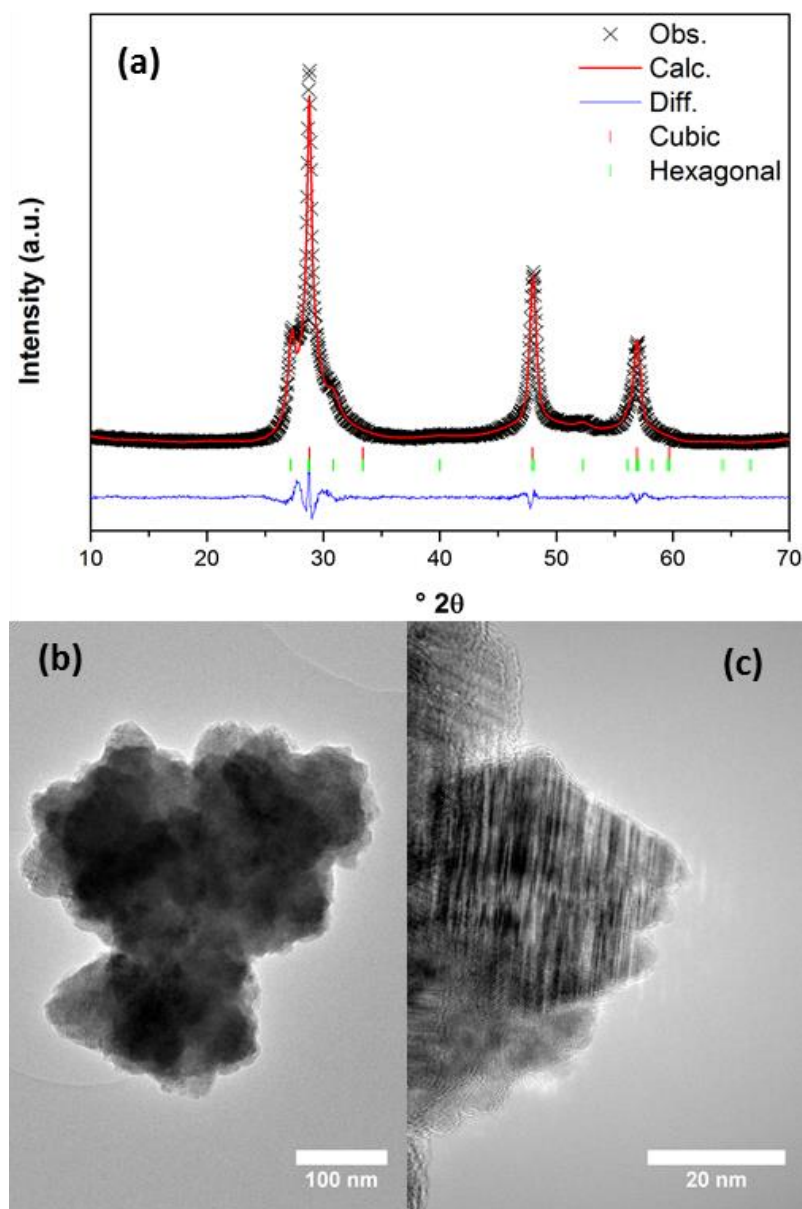 (a)
Obs.
Calc.
Diff.
Cubic
Hexagonal
Intensity (a.u.)
10 20 30 40 50 60 70
° 2θ
(b)
100 nm
(c)
20 nm